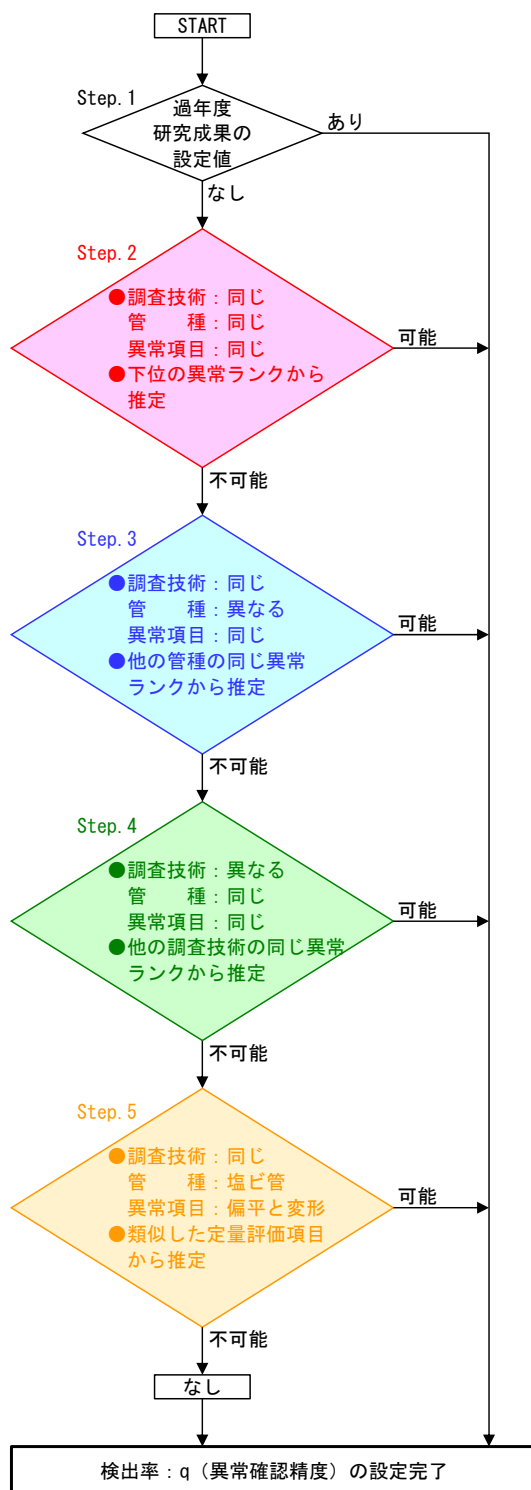 START
Step.1
過年度
研究成果の
設定値
あり
なし
Step.2
●調査技術：同じ
管　　種：同じ
異常項目：同じ
●下位の異常ランクから
推定
可能
不可能
Step.3
●調査技術：同じ
管　　種：異なる
異常項目：同じ
●他の管種の同じ異常
ランクから推定
可能
不可能
Step.4
●調査技術：異なる
管　　種：同じ
異常項目：同じ
●他の調査技術の同じ異常
ランクから推定
可能
不可能
Step.5
●調査技術：同じ
管　　種：塩ビ管
異常項目：偏平と変形
●類似した定量評価項目
から推定
可能
不可能
なし
検出率：q（異常確認精度）の設定完了